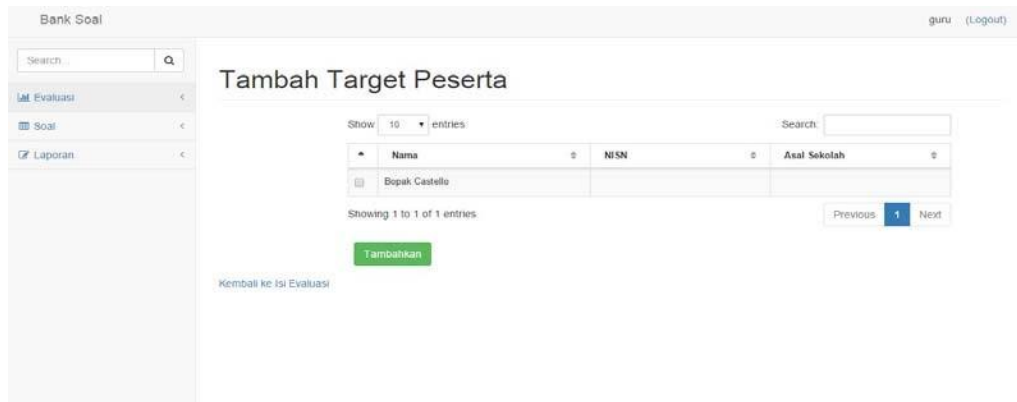 Bank Soal
guru (Logout)
Search...
Evaluasi
Soal
Laporan
Tambah Target Peserta
Show 10 entries
Search:
Nama NISN Asal Sekolah
Bopak Castello
Showing 1 to 1 of 1 entries
Previous 1 Next
Tambahkan
Kembali ke Isi Evaluasi